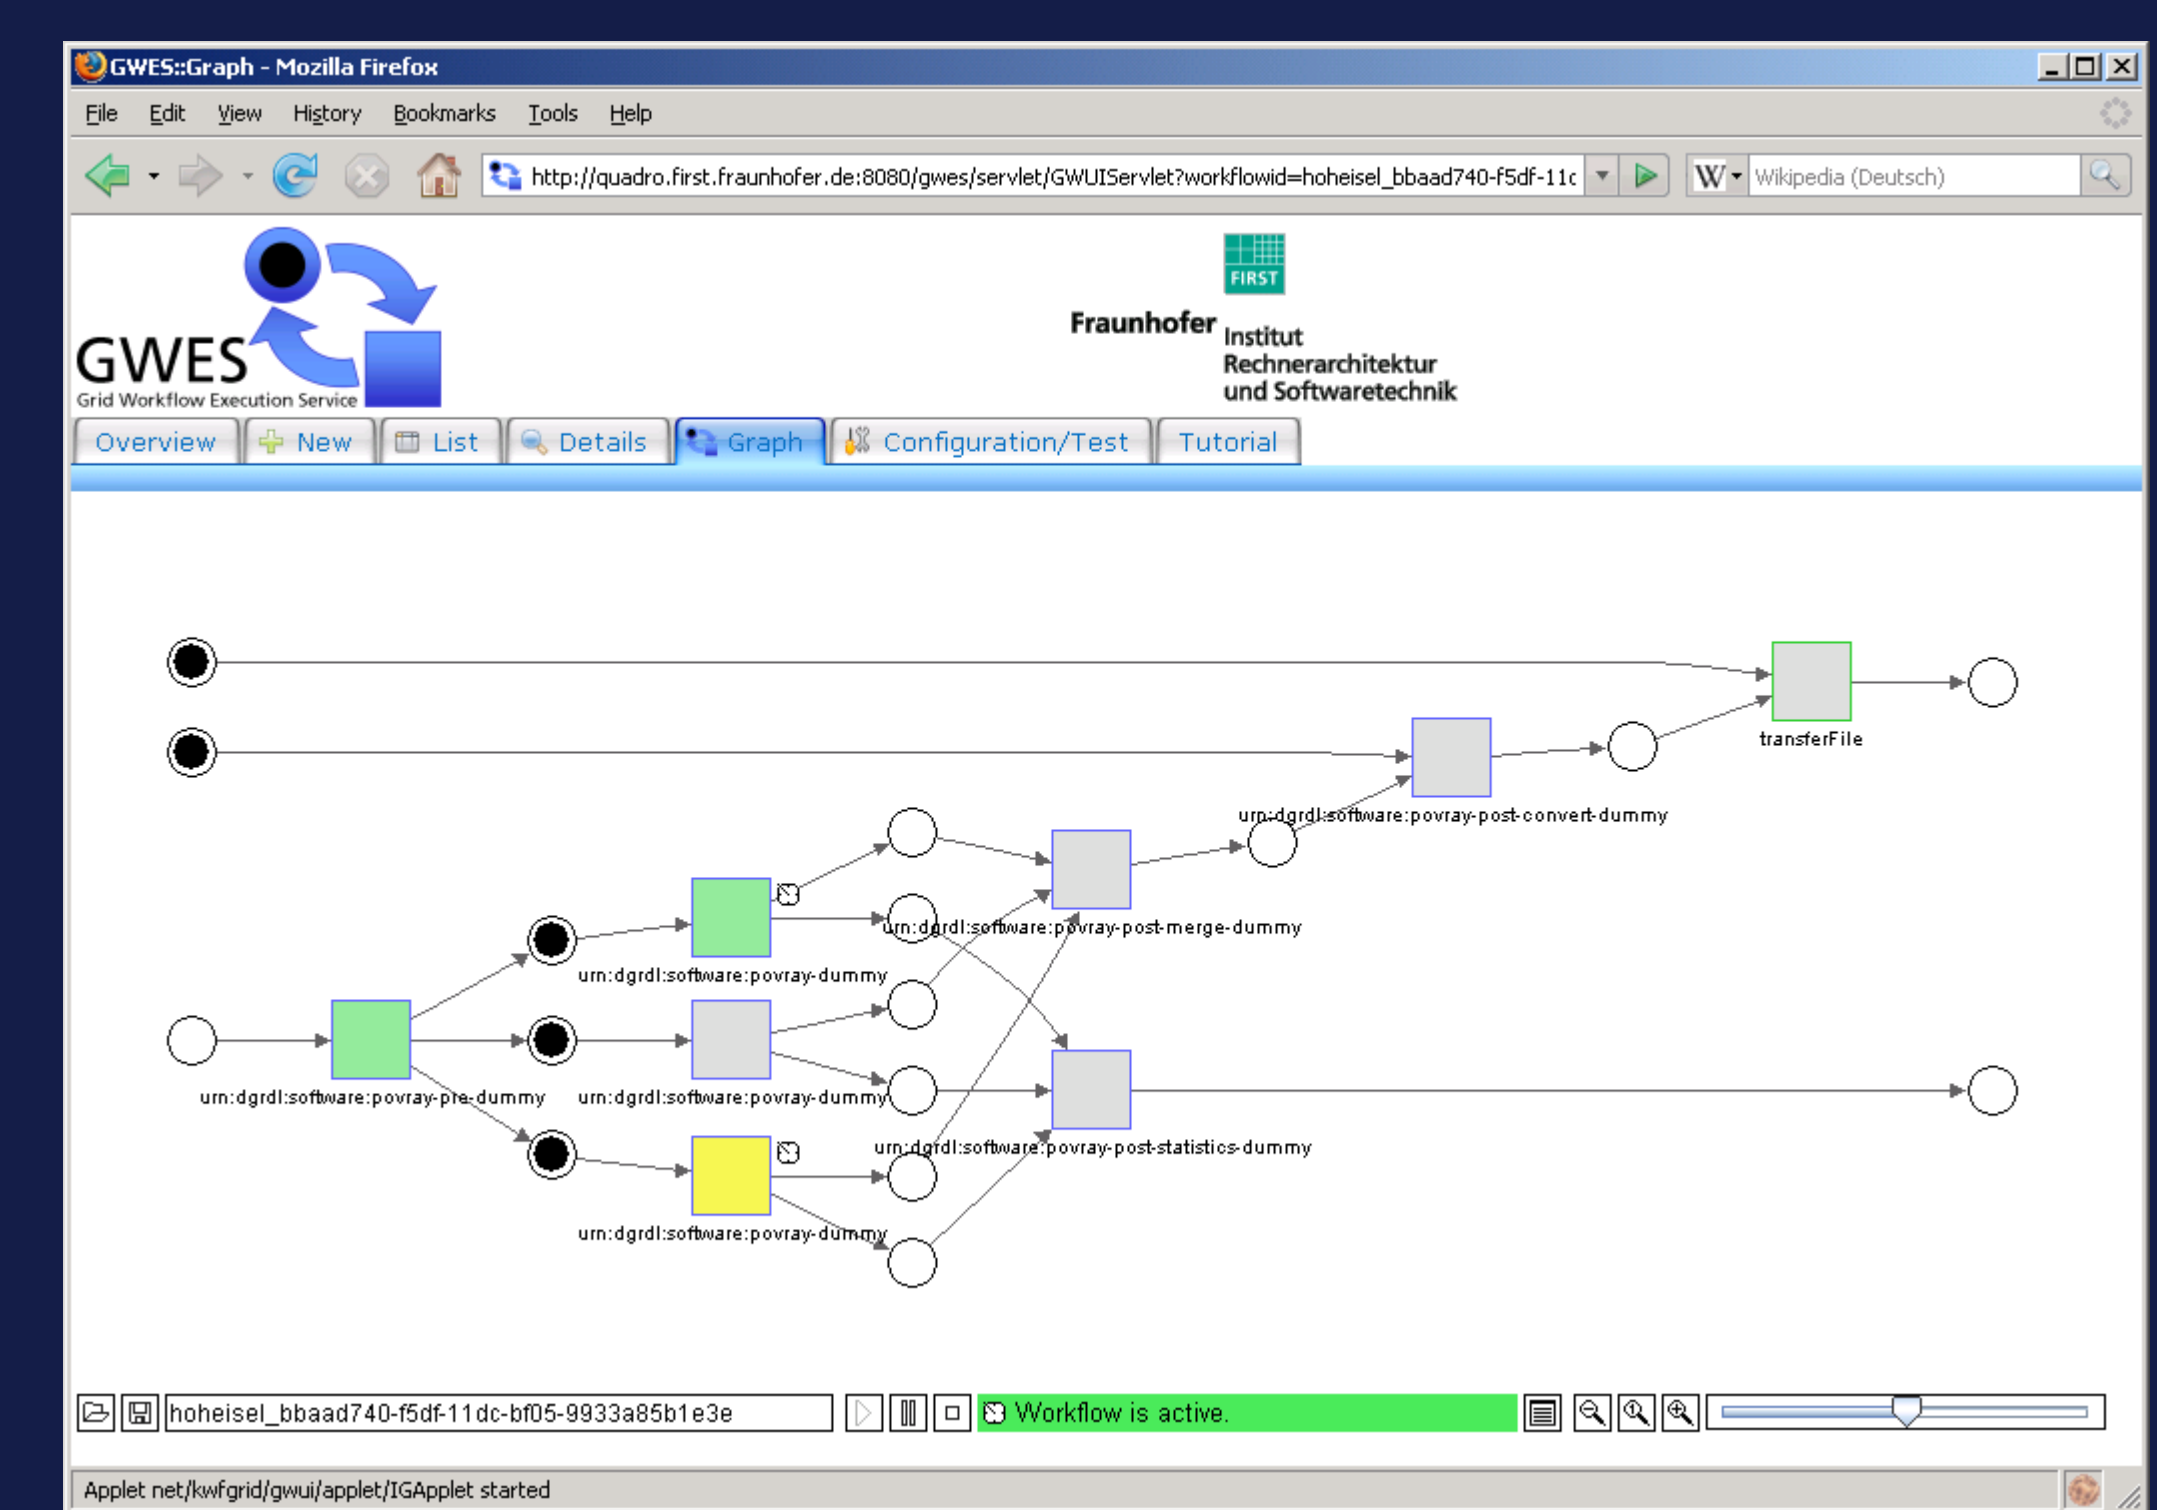 GWES::Graph - Mozilla Firefox
File Edit View History Bookmarks Tools Help
http://quadro.first.fraunhofer.de:8080/gwes/servlet/GWUIServlet?workflowid=hoheisel_bbaad740-f5df-11c
W Wikipedia (Deutsch)
GWES
Grid Workflow Execution Service
FIRST
Fraunhofer Institut
Rechnerarchitektur
und Softwaretechnik
Overview New List Details Graph Configuration/Test Tutorial
transferFile
urn:dgrdl:software:povray-post-convert-dummy
urn:dgrdl:software:povray-post-merge-dummy
urn:dgrdl:software:povray-dummy
urn:dgrdl:software:povray-pre-dummy
urn:dgrdl:software:povray-dummy
urn:dgrdl:software:povray-post-statistics-dummy
urn:dgrdl:software:povray-dummy
hoheisel_bbaad740-f5df-11dc-bf05-9933a85b1e3e
Workflow is active.
1
Applet net/kwfgrid/gwui/applet/IGApplet started